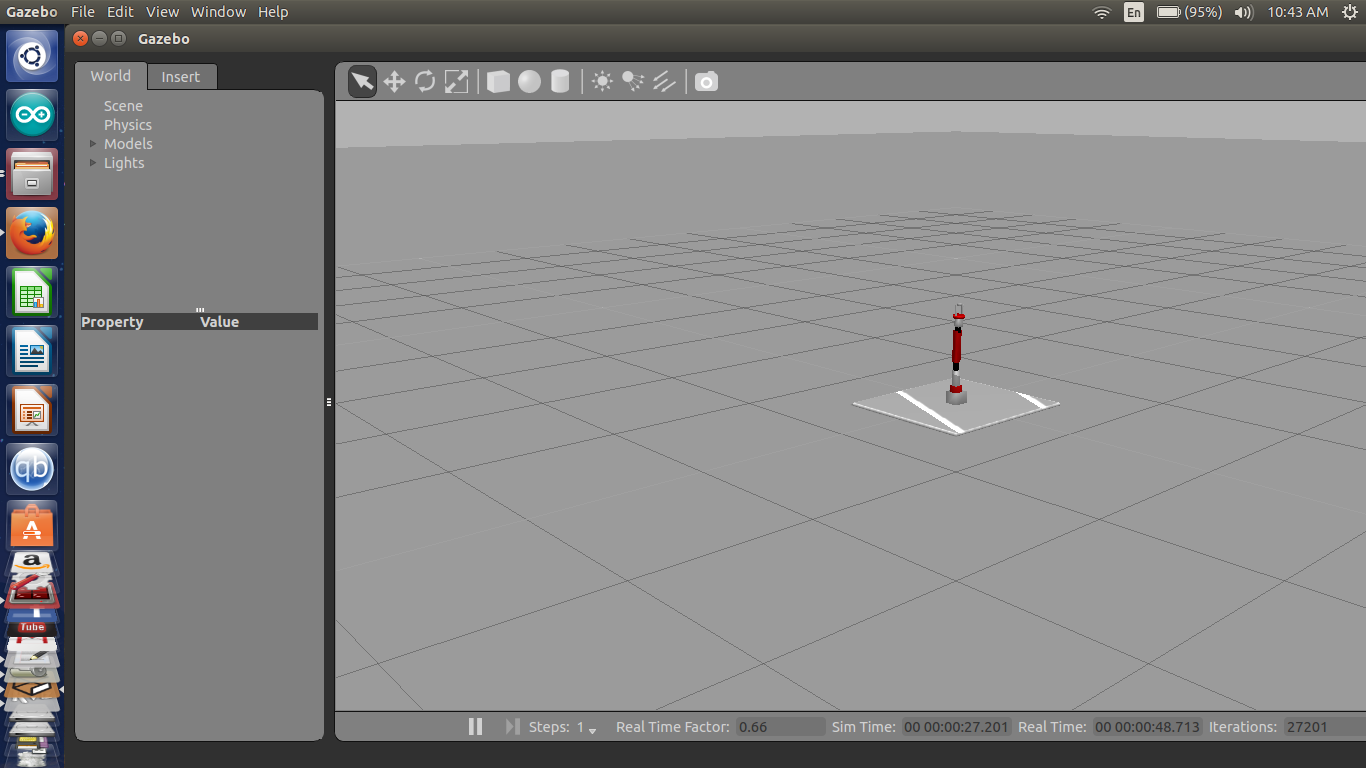 Gazebo File Edit View Window Help En (95%) 10:43 AM
Gazebo
World Insert
Scene
Physics
Models
Lights
Property Value
qb
A
a
Tube
Steps: 1 Real Time Factor: 0.66 Sim Time: 00 00:00:27.201 Real Time: 00 00:00:48.713 Iterations: 27201